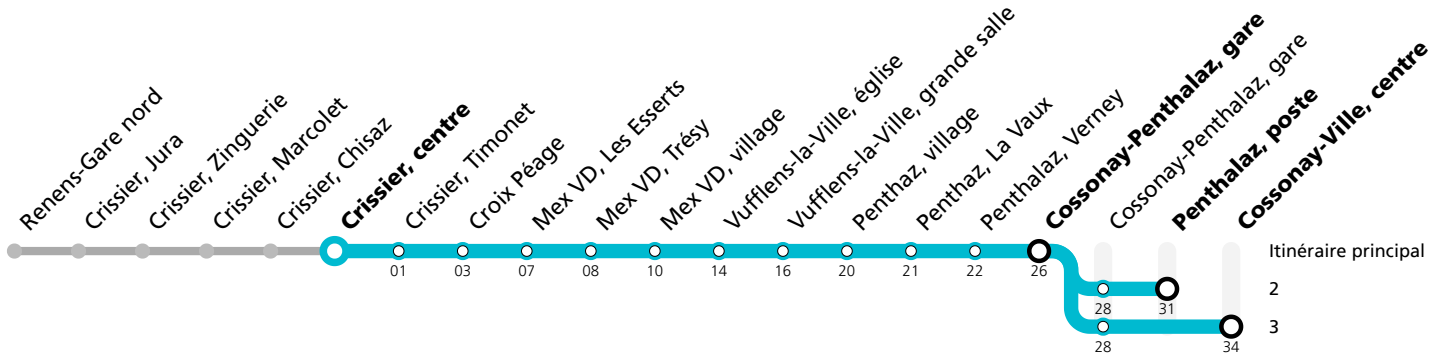 Renens-Gare nord
Crissier, Jura
Crissier, Zinguerie
Crissier, Marcolet
Crissier, Chisaz
Crissier, centre
Crissier, Timonet
Croix Péage
Mex VD, Les Esserts
Mex VD, Trésy
Mex VD, village
Vufflens-la-Ville, église
Vufflens-la-Ville, grande salle
Penthaz, village
Penthaz, La Vaux
Penthalaz, Verney
Cossonay-Penthalaz, gare
Cossonay-Penthalaz, gare
Penthalaz, poste
Cossonay-Ville, centre
Itinéraire principal
01 03 07 08 10 14 16 20 21 22 26
2
28 31
3
28 34